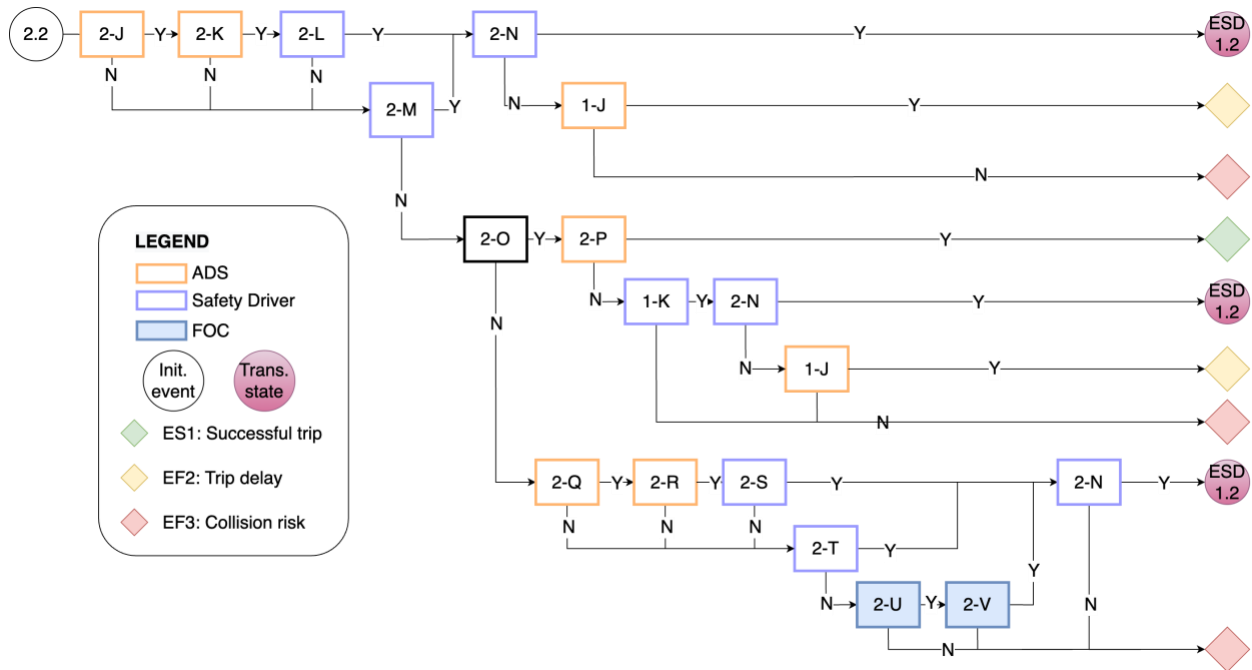 2.2
2-J
Y
2-K
Y
2-L
Y
2-N
Y
ESD
1.2
N
N
N
2-M
Y
N
1-J
Y
N
N
LEGEND
ADS
Safety Driver
FOC
Init.
event
Trans.
state
ES1: Successful trip
EF2: Trip delay
EF3: Collision risk
2-O
Y
2-P
Y
N
1-K
Y
2-N
Y
ESD
1.2
N
N
1-J
Y
N
2-Q
Y
2-R
Y
2-S
Y
2-N
Y
ESD
1.2
N
N
N
2-T
Y
N
2-U
Y
2-V
Y
N
N